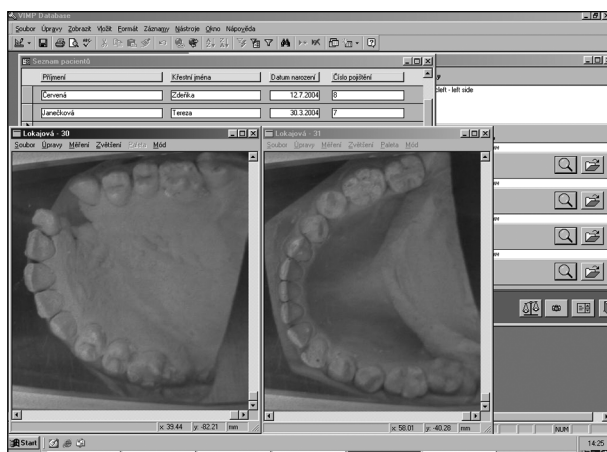 VIMP Database
Soubor Úpravy Zobrazit Vložit Formát Záznamy Nástroje Okno Nápověda
Seznam pacientů
Příjmení Křestní jména Datum narození Číslo pojištění
Červená Zdeňka 12.7.2004 8
Janečková Tereza 30.3.2004 7
cleft - left side
Lokajová - 30
Soubor Úpravy Měření Zvětšení Paleta Mód
x 39.44 y -82.21 mm
Lokajová - 31
Soubor Úpravy Měření Zvětšení Paleta Mód
x 58.01 y -40.28 mm
NUM
Start
14:25